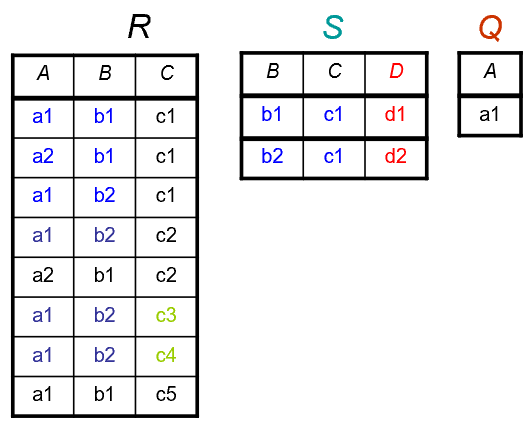 R S Q
A B C B C D A
a1 b1 c1 b1 c1 d1 a1
a2 b1 c1 b2 c1 d2
a1 b2 c1
a1 b2 c2
a2 b1 c2
a1 b2 c3
a1 b2 c4
a1 b1 c5